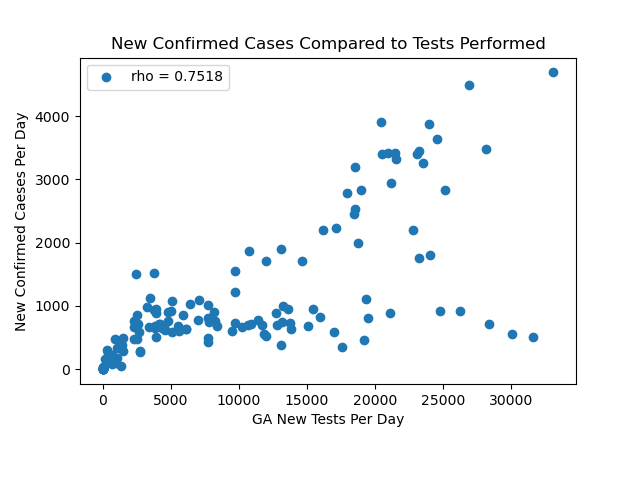 New Confirmed Cases Compared to Tests Performed
rho = 0.7518
New Confirmed Caeses Per Day
4000
3000
2000
1000
0
0 5000 10000 15000 20000 25000 30000
GA New Tests Per Day